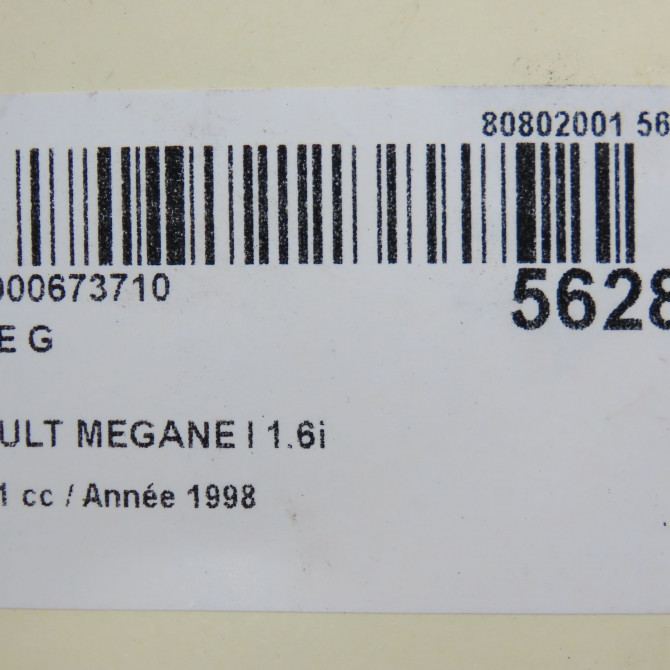 80802001 56
000673710
5628
E G
ULT MEGANE I 1.6i
1 cc / Année 1998